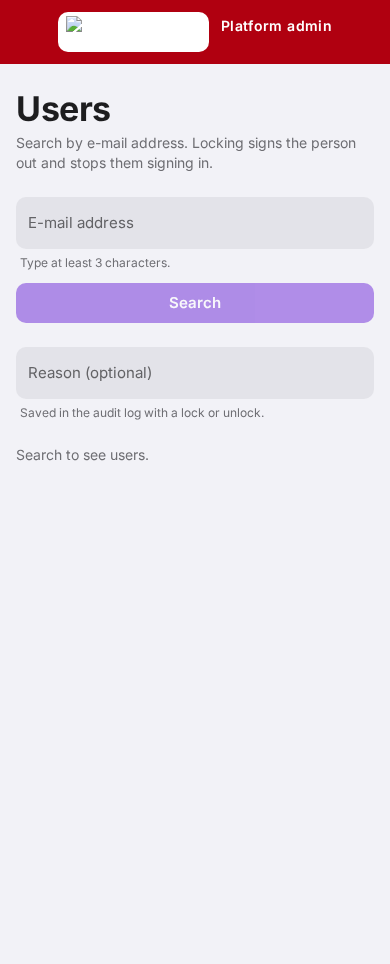 Platform admin
Users
Search by e-mail address. Locking signs the person
out and stops them signing in.
E-mail address
Type at least 3 characters.
Search
Reason (optional)
Saved in the audit log with a lock or unlock.
Search to see users.